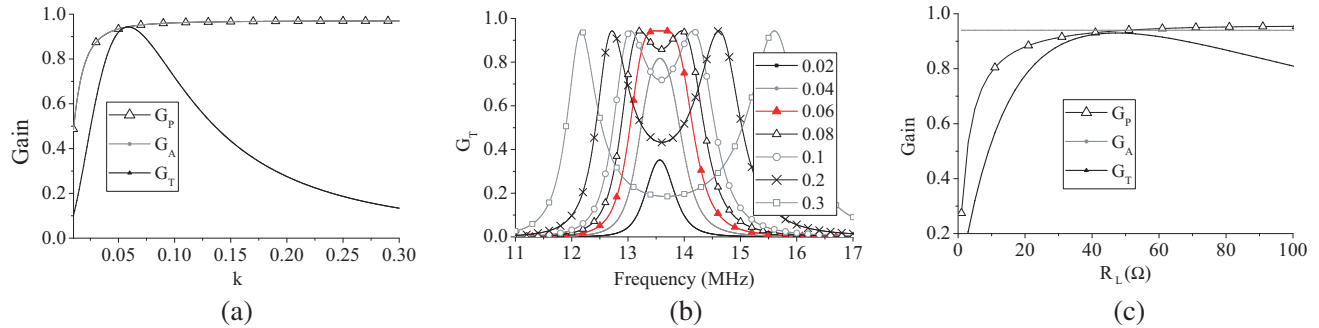 1.0
0.8
0.6
0.4
0.2
0.0
Gain
G_P
G_A
G_T
0.05 0.10 0.15 0.20 0.25 0.30
k
(a)
1.0
0.8
0.6
0.4
0.2
0.0
G_T
0.02
0.04
0.06
0.08
0.1
0.2
0.3
11 12 13 14 15 16 17
Frequency (MHz)
(b)
1.0
0.8
0.6
0.4
0.2
Gain
G_P
G_A
G_T
0 20 40 60 80 100
R_L(Ω)
(c)